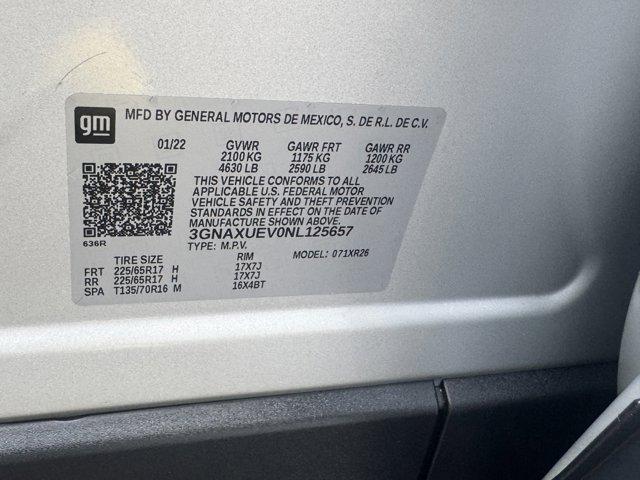 gm
MFD BY GENERAL MOTORS DE MEXICO, S. DE R.L. DE C.V.
01/22 GVWR GAWR FRT GAWR RR
2100 KG 1175 KG 1200 KG
4630 LB 2590 LB 2645 LB
THIS VEHICLE CONFORMS TO ALL
APPLICABLE U.S. FEDERAL MOTOR
VEHICLE SAFETY AND THEFT PREVENTION
STANDARDS IN EFFECT ON THE DATE OF
MANUFACTURE SHOWN ABOVE.
3GNAXUEV0NL125657
636R
TYPE: M.P.V. MODEL: 071XR26
TIRE SIZE RIM
FRT 225/65R17 H 17X7J
RR 225/65R17 H 17X7J
SPA T135/70R16 M 16X4BT